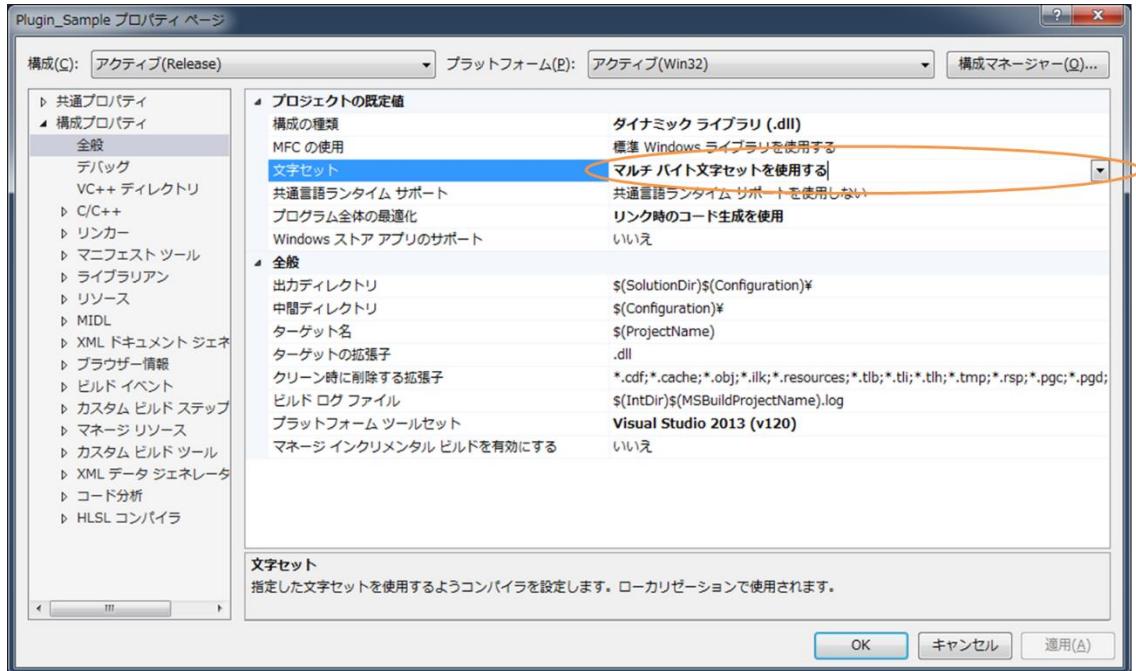 Plugin_Sample プロパティ ページ
構成(C): アクティブ(Release) プラットフォーム(P): アクティブ(Win32) 構成マネージャー(O)...
共通プロパティ
構成プロパティ
全般
デバッグ
VC++ ディレクトリ
C/C++
リンカー
マニフェスト ツール
ライブラリアン
リソース
MIDL
XML ドキュメント ジェネ
ブラウザー情報
ビルド イベント
カスタム ビルド ステップ
マネージ リソース
カスタム ビルド ツール
XML データ ジェネレータ
コード分析
HLSL コンパイラ
プロジェクトの既定値
構成の種類 ダイナミック ライブラリ (.dll)
MFC の使用 標準 Windows ライブラリを使用する
文字セット マルチ バイト文字セットを使用する
共通言語ランタイム サポート 共通言語ランタイム サポートを使用しない
プログラム全体の最適化 リンク時のコード生成を使用
Windows ストア アプリのサポート いいえ
全般
出力ディレクトリ $(SolutionDir)$(Configuration)¥
中間ディレクトリ $(Configuration)¥
ターゲット名 $(ProjectName)
ターゲットの拡張子 .dll
クリーン時に削除する拡張子 *.cdf;*.cache;*.obj;*.ilk;*.resources;*.tlb;*.tli;*.tlh;*.tmp;*.rsp;*.pgc;*.pgd;
ビルド ログ ファイル $(IntDir)$(MSBuildProjectName).log
プラットフォーム ツールセット Visual Studio 2013 (v120)
マネージ インクリメンタル ビルドを有効にする いいえ
文字セット
指定した文字セットを使用するようコンパイラを設定します。ローカリゼーションで使用されます。
OK キャンセル 適用(A)